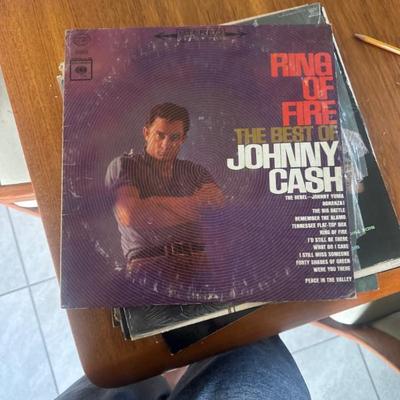 STEREO
RING
OF
FIRE
THE BEST OF
JOHNNY
CASH
THE REBEL—JOHNNY YUMA
BONANZA!
THE BIG BATTLE
REMEMBER THE ALAMO
TENNESSEE FLAT-TOP BOX
RING OF FIRE
I'D STILL BE THERE
WHAT DO I CARE
I STILL MISS SOMEONE
FORTY SHADES OF GREEN
WERE YOU THERE
PEACE IN THE VALLEY